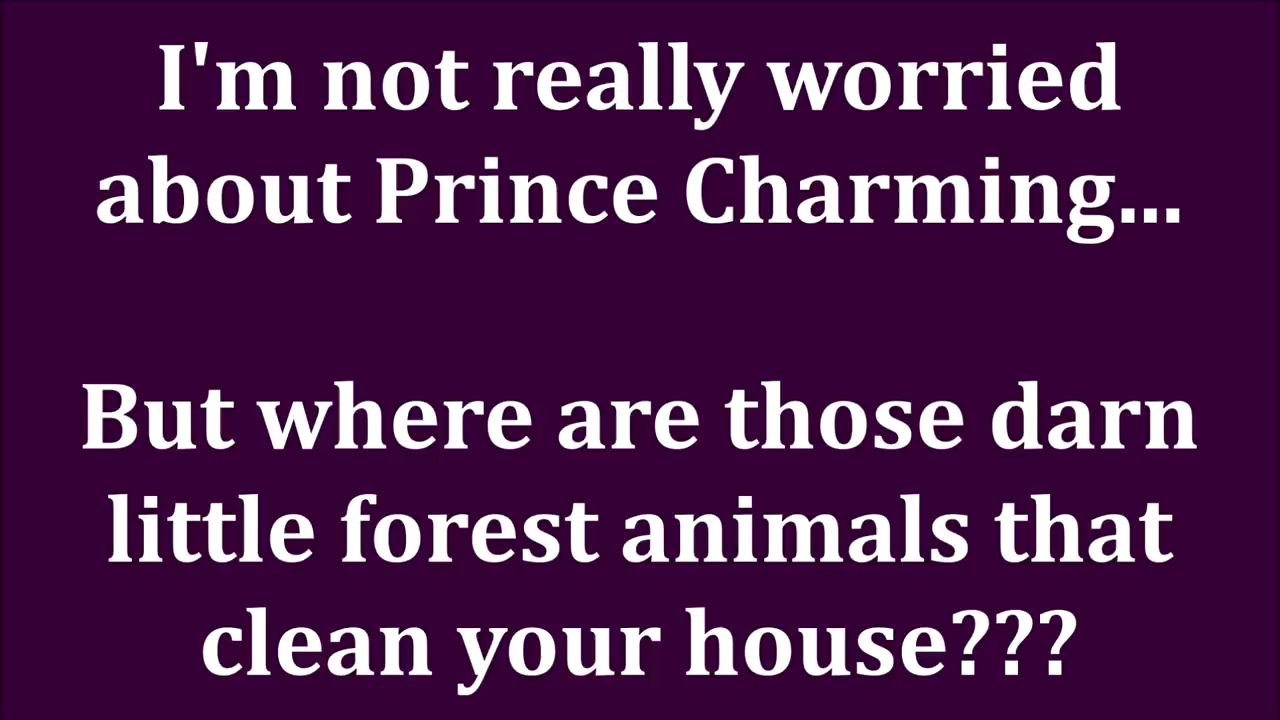 I'm not really worried
about Prince Charming...
But where are those darn
little forest animals that
clean your house???